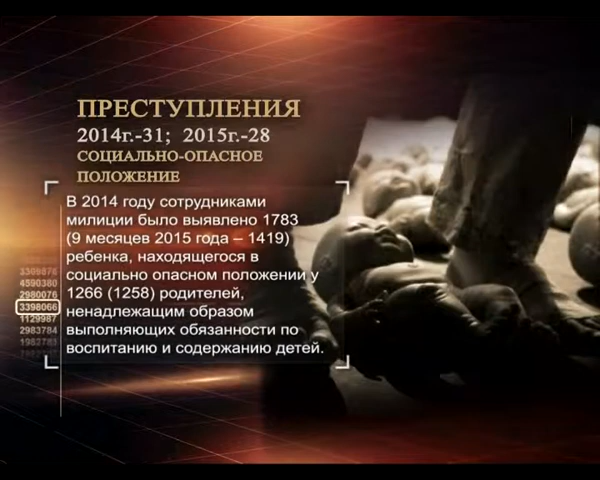 ПРЕСТУПЛЕНИЯ
2014г.-31; 2015г.-28
СОЦИАЛЬНО-ОПАСНОЕ
ПОЛОЖЕНИЕ
В 2014 году сотрудниками
милиции было выявлено 1783
(9 месяцев 2015 года – 1419)
ребенка, находящегося в
социально опасном положении у
1266 (1258) родителей,
ненадлежащим образом
выполняющих обязанности по
воспитанию и содержанию детей.
4590380
2980076
3398066
1129987
2983784